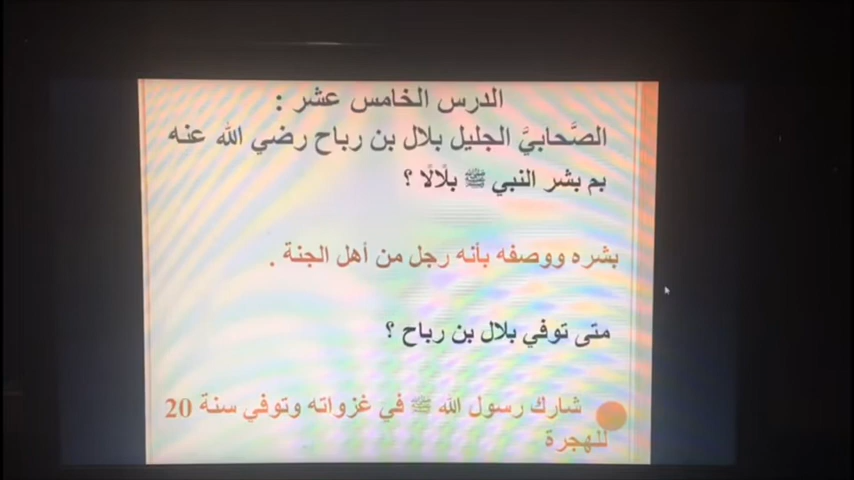 الدرس الخامس عشر :
الصَّحابيَّ الجليل بلال بن رباح رضي الله عنه
بم بشر النبي ﷺ بلًالًا ؟
بشره ووصفه بأنه رجل من أهل الجنة .
متى توفي بلال بن رباح ؟
شارك رسول الله ﷺ في غزواته وتوفي سنة 20
للهجرة